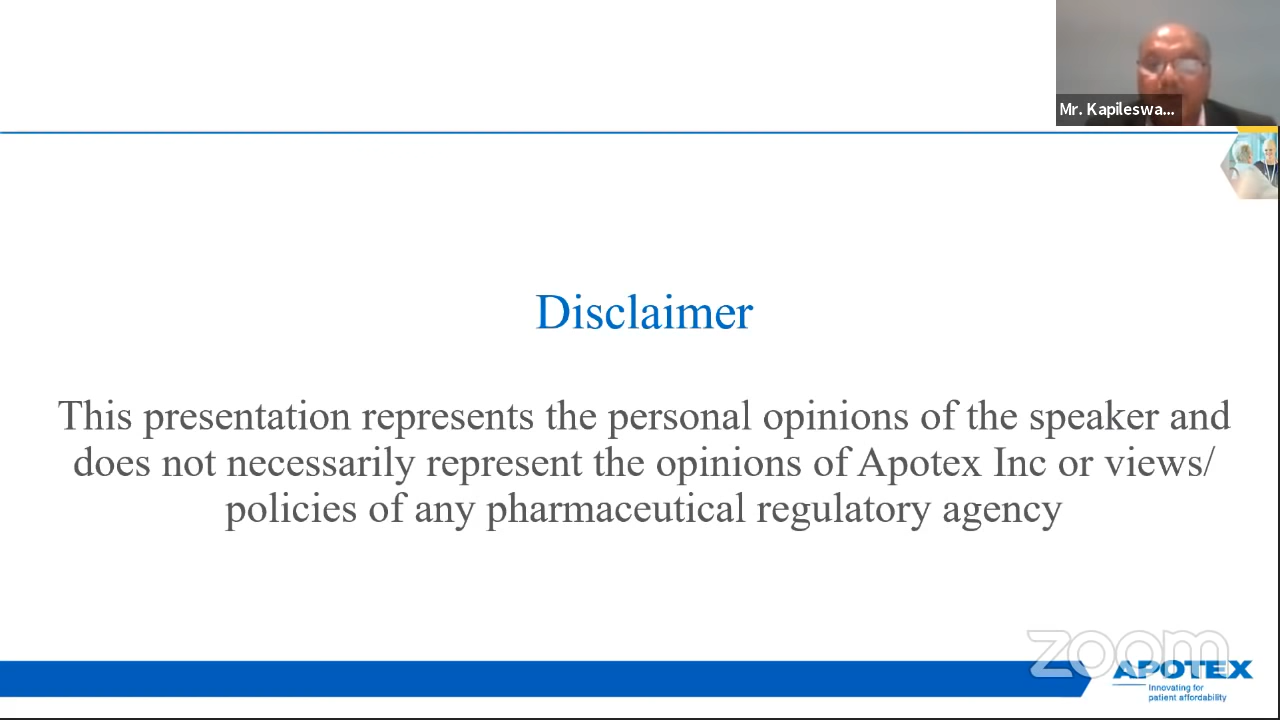 Mr. Kapileswa...
Disclaimer
This presentation represents the personal opinions of the speaker and
does not necessarily represent the opinions of Apotex Inc or views/
policies of any pharmaceutical regulatory agency
zoom
APOTEX
Innovating for
patient affordability